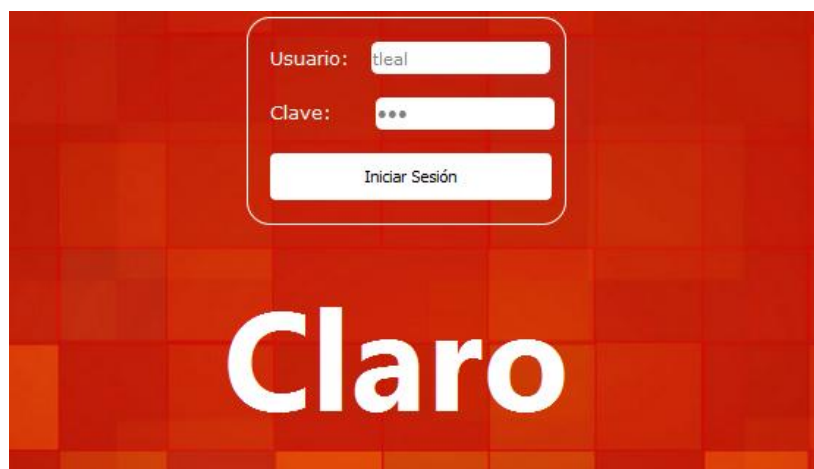 Usuario: tleal
Clave: •••
Iniciar Sesión
Claro